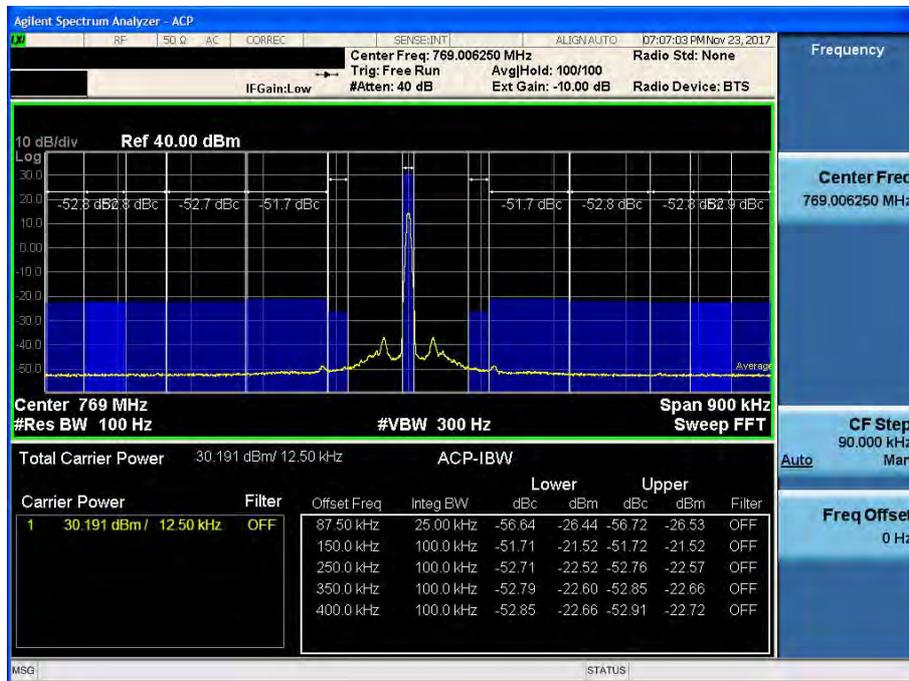 Agilent Spectrum Analyzer - ACP
LXI RF 50 Ω AC CORREC SENSE:INT ALIGN AUTO 07:07:03 PM Nov 23, 2017
Center Freq: 769.006250 MHz Radio Std: None
Trig: Free Run Avg|Hold: 100/100
IFGain:Low #Atten: 40 dB Ext Gain: -10.00 dB Radio Device: BTS
Frequency
10 dB/div Ref 40.00 dBm
Log
30.0
20.0
10.0
0.00
-10.0
-20.0
-30.0
-40.0
-50.0
-52.8 dBc -52.7 dBc -51.7 dBc -51.7 dBc -52.8 dBc
Average
Center 769 MHz Span 900 kHz
#Res BW 100 Hz #VBW 300 Hz Sweep FFT
Total Carrier Power 30.191 dBm/ 12.50 kHz ACP-IBW
Lower Upper
Carrier Power Filter Offset Freq Integ BW dBc dBm dBc dBm Filter
1 30.191 dBm / 12.50 kHz OFF
87.50 kHz 25.00 kHz -56.64 -26.44 -56.72 -26.53 OFF
150.0 kHz 100.0 kHz -51.71 -21.52 -51.72 -21.52 OFF
250.0 kHz 100.0 kHz -52.71 -22.52 -52.76 -22.57 OFF
350.0 kHz 100.0 kHz -52.79 -22.60 -52.85 -22.66 OFF
400.0 kHz 100.0 kHz -52.85 -22.66 -52.91 -22.72 OFF
Center Freq
769.006250 MHz
CF Step
90.000 kHz
Auto Man
Freq Offset
0 Hz
MSG STATUS